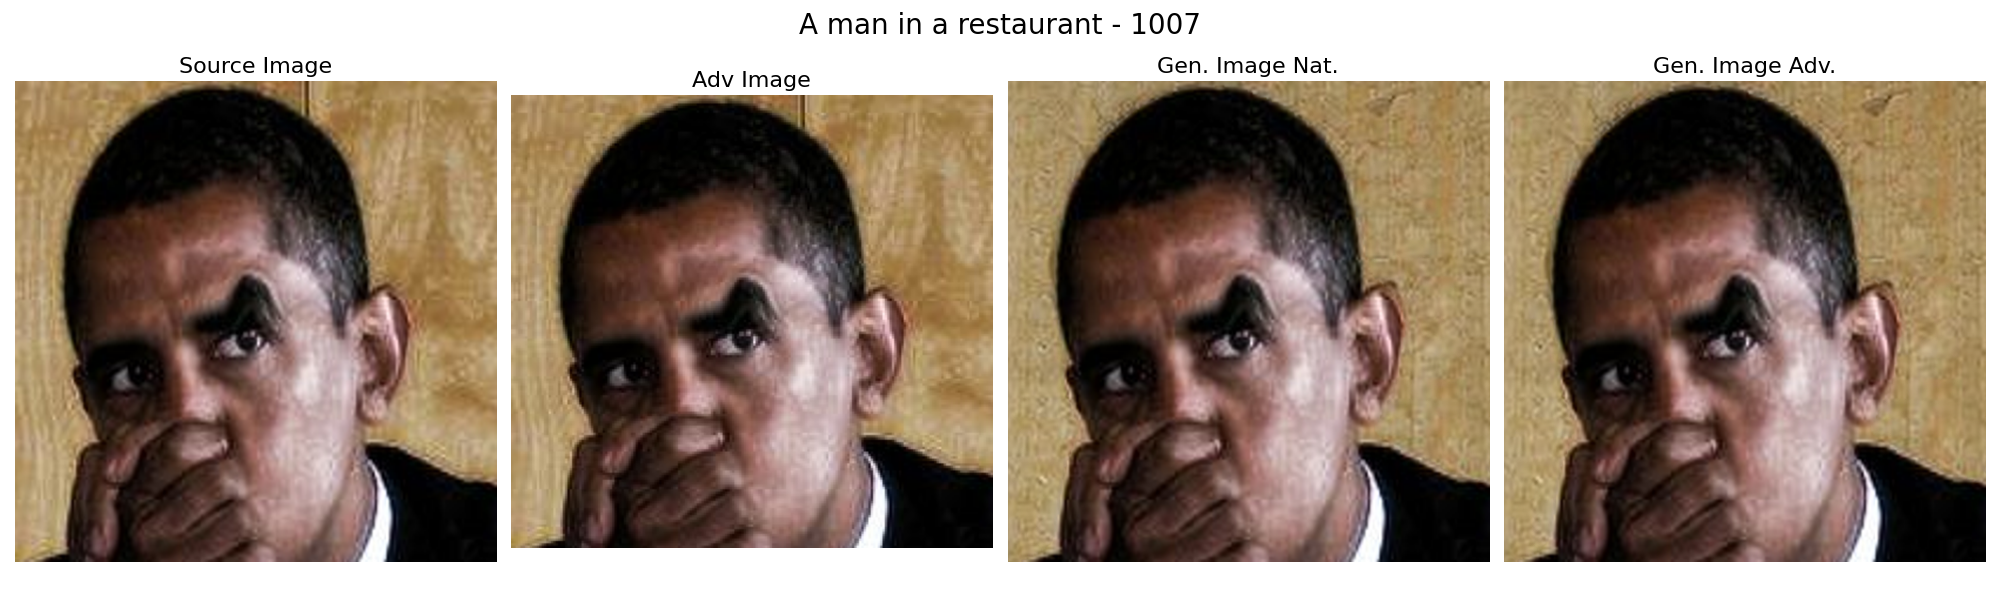 A man in a restaurant - 1007
Source Image
Adv Image
Gen. Image Nat.
Gen. Image Adv.